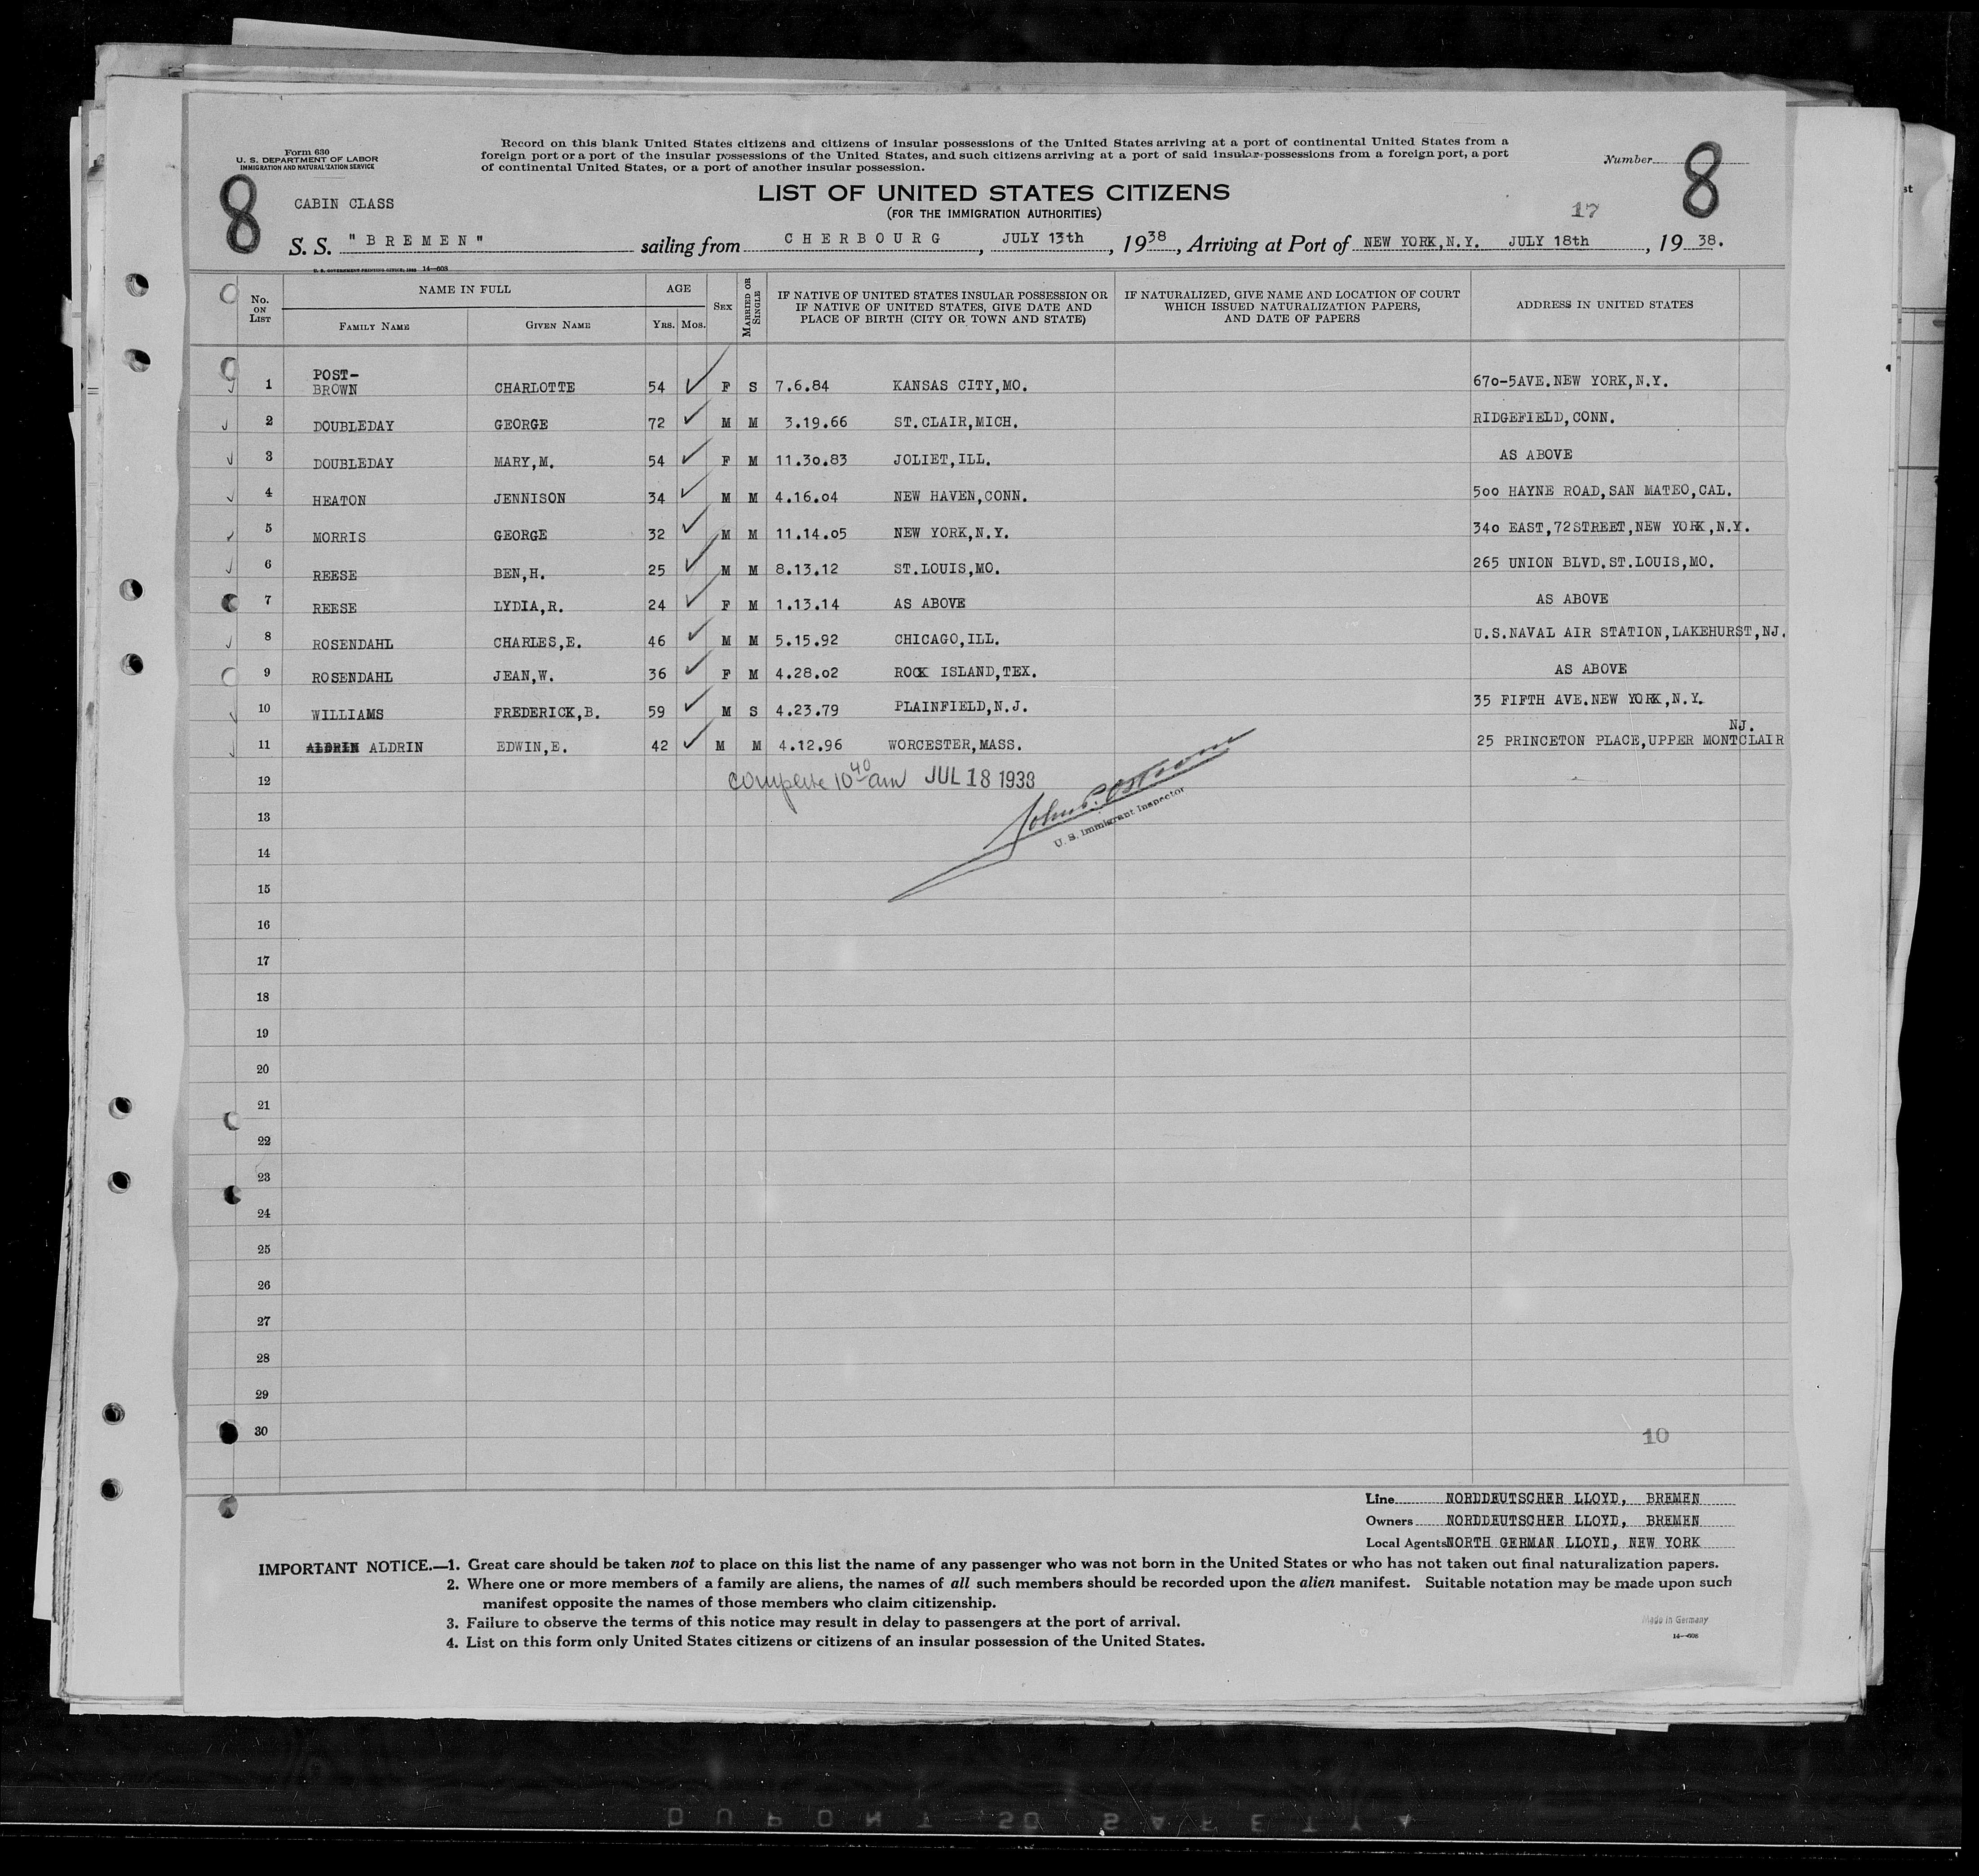 Form 630
U. S. DEPARTMENT OF LABOR
IMMIGRATION AND NATURALIZATION SERVICE
Record on this blank United States citizens and citizens of insular possessions of the United States arriving at a port of continental United States from a
foreign port or a port of the insular possessions of the United States, and such citizens arriving at a port of said insular possessions from a foreign port, a port
of continental United States, or a port of another insular possession.
Number 8
8
CABIN CLASS
LIST OF UNITED STATES CITIZENS
(FOR THE IMMIGRATION AUTHORITIES)
17
S. S. "BREMEN" sailing from CHERBOURG, JULY 13th, 1938, Arriving at Port of NEW YORK,N.Y. JULY 18th, 1938.
U. S. GOVERNMENT PRINTING OFFICE: 14—608
No. ON LIST NAME IN FULL FAMILY NAME GIVEN NAME AGE YRS. MOS. SEX MARRIED OR SINGLE IF NATIVE OF UNITED STATES INSULAR POSSESSION OR IF NATIVE OF UNITED STATES, GIVE DATE AND PLACE OF BIRTH (CITY OR TOWN AND STATE) IF NATURALIZED, GIVE NAME AND LOCATION OF COURT WHICH ISSUED NATURALIZATION PAPERS, AND DATE OF PAPERS ADDRESS IN UNITED STATES
1 POST-BROWN CHARLOTTE 54 F S 7.6.84 KANSAS CITY,MO. 670-5AVE.NEW YORK,N.Y.
2 DOUBLEDAY GEORGE 72 M M 3.19.66 ST.CLAIR,MICH. RIDGEFIELD,CONN.
3 DOUBLEDAY MARY,M. 54 F M 11.30.83 JOLIET,ILL. AS ABOVE
4 HEATON JENNISON 34 M M 4.16.04 NEW HAVEN,CONN. 500 HAYNE ROAD,SAN MATEO,CAL.
5 MORRIS GEORGE 32 M M 11.14.05 NEW YORK,N.Y. 340 EAST,72STREET,NEW YORK,N.Y.
6 REESE BEN,H. 25 M M 8.13.12 ST.LOUIS,MO. 265 UNION BLVD.ST.LOUIS,MO.
7 REESE LYDIA,R. 24 F M 1.13.14 AS ABOVE AS ABOVE
8 ROSENDAHL CHARLES,E. 46 M M 5.15.92 CHICAGO,ILL. U.S.NAVAL AIR STATION,LAKEHURST,NJ.
9 ROSENDAHL JEAN,W. 36 F M 4.28.02 ROCK ISLAND,TEX. AS ABOVE
10 WILLIAMS FREDERICK,B. 59 M S 4.23.79 PLAINFIELD,N.J. 35 FIFTH AVE.NEW YORK,N.Y.
11 ALDRIN ALDRIN EDWIN,E. 42 M M 4.12.96 WORCESTER,MASS. 25 PRINCETON PLACE,UPPER MONTCLAIR NJ.
12 10 40 am JUL 18 1938
U. S. Immigrant Inspector
13
14
15
16
17
18
19
20
21
22
23
24
25
26
27
28
29
30
10
Line NORDDEUTSCHER LLOYD, BREMEN
Owners NORDDEUTSCHER LLOYD, BREMEN
Local Agents NORTH GERMAN LLOYD, NEW YORK
IMPORTANT NOTICE.—1. Great care should be taken not to place on this list the name of any passenger who was not born in the United States or who has not taken out final naturalization papers.
2. Where one or more members of a family are aliens, the names of all such members should be recorded upon the alien manifest. Suitable notation may be made upon such
manifest opposite the names of those members who claim citizenship.
3. Failure to observe the terms of this notice may result in delay to passengers at the port of arrival.
4. List on this form only United States citizens or citizens of an insular possession of the United States.
Made in Germany
14—608
DUPONT SAFETY